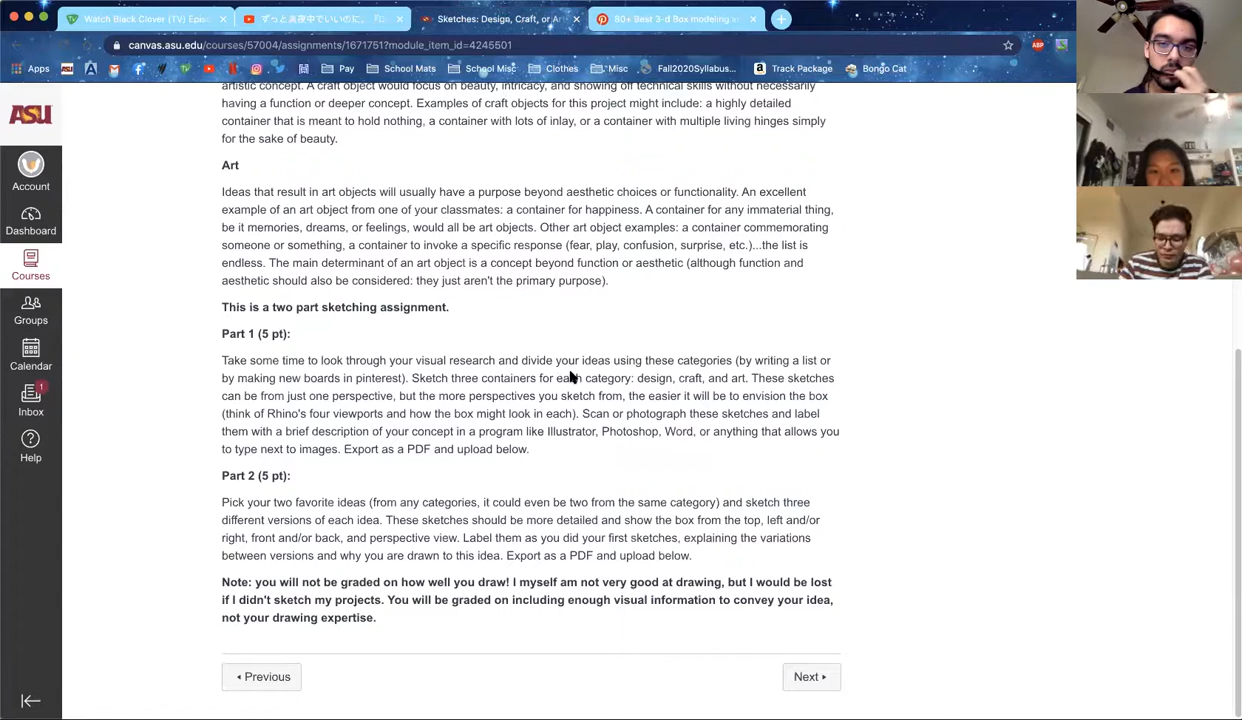 Watch Black Clover (TV) Epis
ずっと真夜中でいいのに。
Sketches: Design, Craft, or Ar
80+ Best 3-d Box modeling
canvas.asu.edu/courses/57004/assignments/1671751?module_item_id=4245501
ABP
Apps
Pay
School Mats
School Misc
Clothes
Misc
Fall2020Syllabus...
Track Package
Bongo Cat
ASU
Account
Dashboard
Courses
Groups
Calendar
1
Inbox
Help
artistic concept. A craft object would focus on beauty, intricacy, and showing off technical skills without necessarily
having a function or deeper concept. Examples of craft objects for this project might include: a highly detailed
container that is meant to hold nothing, a container with lots of inlay, or a container with multiple living hinges simply
for the sake of beauty.
Art
Ideas that result in art objects will usually have a purpose beyond aesthetic choices or functionality. An excellent
example of an art object from one of your classmates: a container for happiness. A container for any immaterial thing,
be it memories, dreams, or feelings, would all be art objects. Other art object examples: a container commemorating
someone or something, a container to invoke a specific response (fear, play, confusion, surprise, etc.)...the list is
endless. The main determinant of an art object is a concept beyond function or aesthetic (although function and
aesthetic should also be considered: they just aren't the primary purpose).
This is a two part sketching assignment.
Part 1 (5 pt):
Take some time to look through your visual research and divide your ideas using these categories (by writing a list or
by making new boards in pinterest). Sketch three containers for each category: design, craft, and art. These sketches
can be from just one perspective, but the more perspectives you sketch from, the easier it will be to envision the box
(think of Rhino's four viewports and how the box might look in each). Scan or photograph these sketches and label
them with a brief description of your concept in a program like Illustrator, Photoshop, Word, or anything that allows you
to type next to images. Export as a PDF and upload below.
Part 2 (5 pt):
Pick your two favorite ideas (from any categories, it could even be two from the same category) and sketch three
different versions of each idea. These sketches should be more detailed and show the box from the top, left and/or
right, front and/or back, and perspective view. Label them as you did your first sketches, explaining the variations
between versions and why you are drawn to this idea. Export as a PDF and upload below.
Note: you will not be graded on how well you draw! I myself am not very good at drawing, but I would be lost
if I didn't sketch my projects. You will be graded on including enough visual information to convey your idea,
not your drawing expertise.
Previous
Next